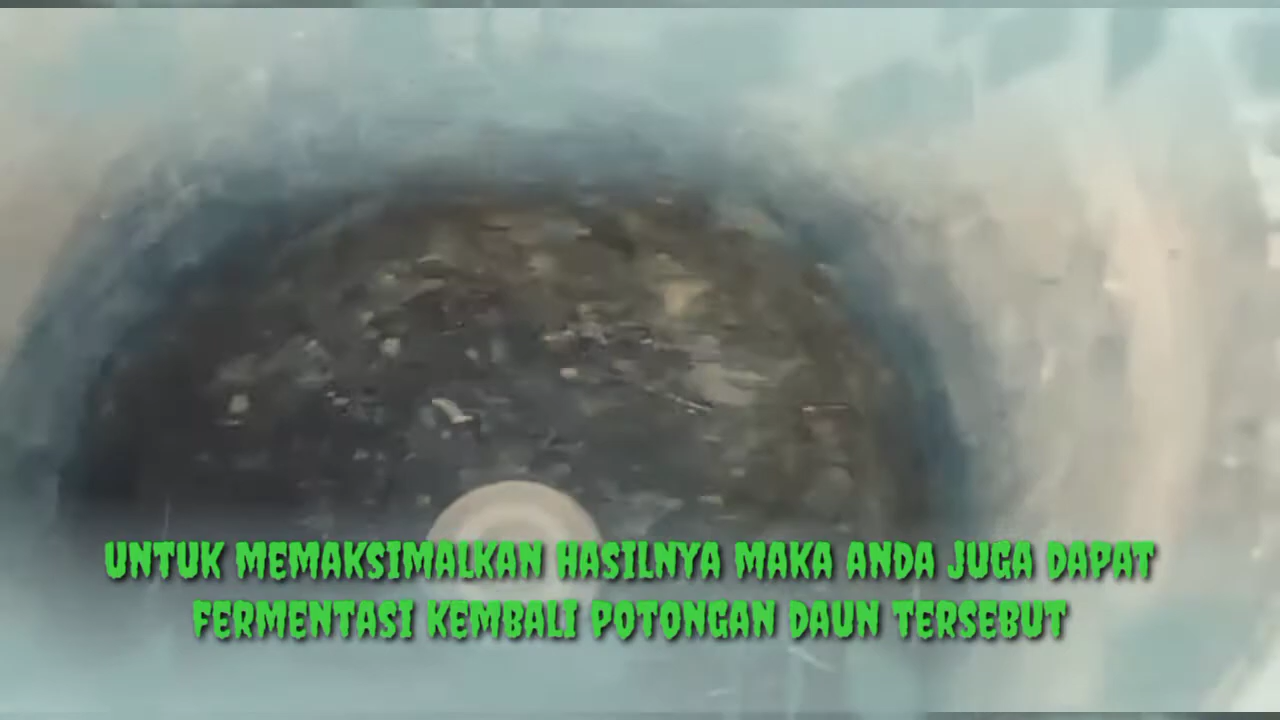 UNTUK MEMAKSIMALKAN HASILNYA MAKA ANDA JUGA DAPAT
FERMENTASI KEMBALI POTONGAN DAUN TERSEBUT